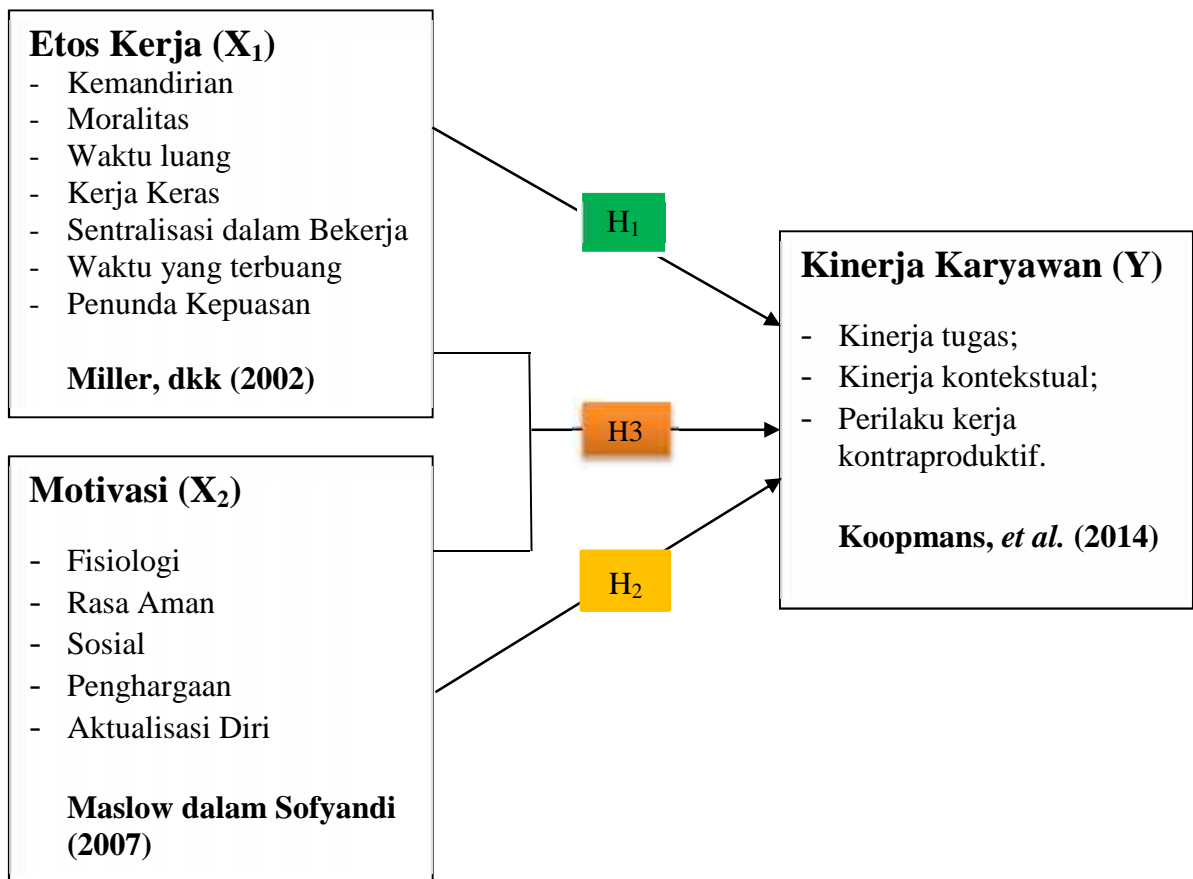 Etos Kerja (X₁)
- Kemandirian
- Moralitas
- Waktu luang
- Kerja Keras
- Sentralisasi dalam Bekerja
- Waktu yang terbuang
- Penunda Kepuasan
Miller, dkk (2002)
Motivasi (X₂)
- Fisiologi
- Rasa Aman
- Sosial
- Penghargaan
- Aktualisasi Diri
Maslow dalam Sofyandi
(2007)
H₁
H3
H₂
Kinerja Karyawan (Y)
- Kinerja tugas;
- Kinerja kontekstual;
- Perilaku kerja
kontraproduktif.
Koopmans, et al. (2014)